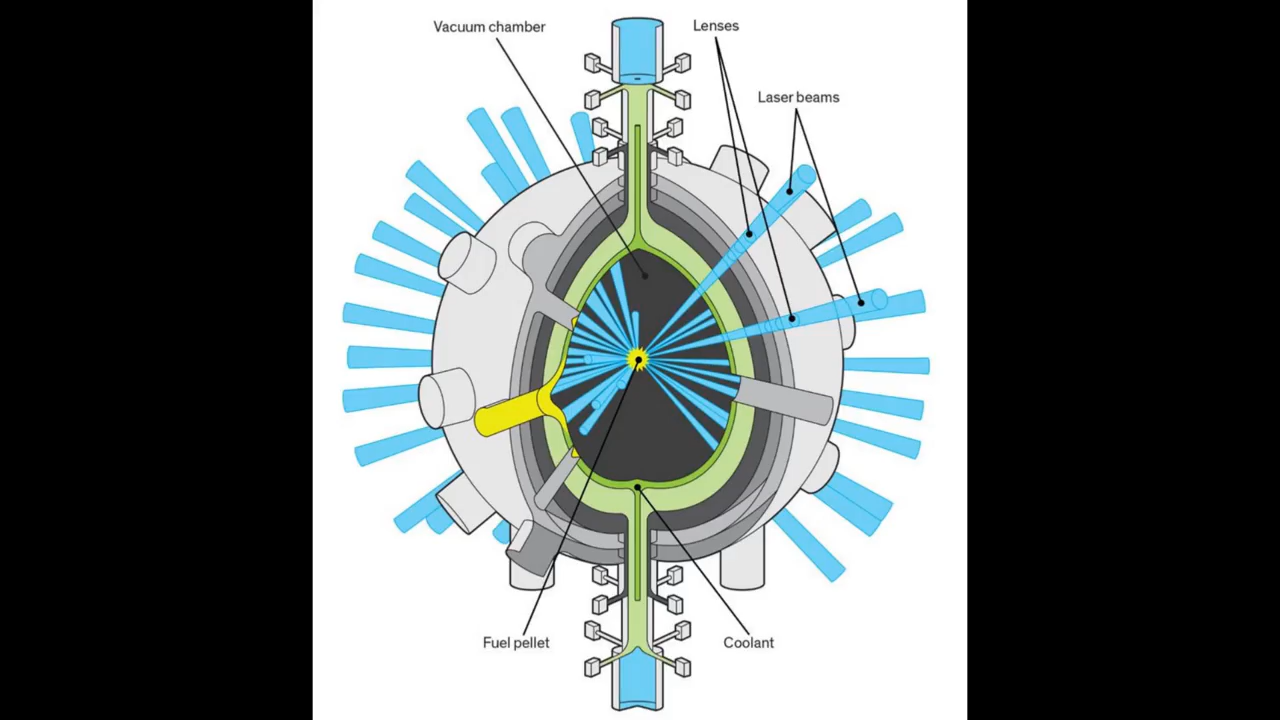 Vacuum chamber
Lenses
Laser beams
Fuel pellet
Coolant